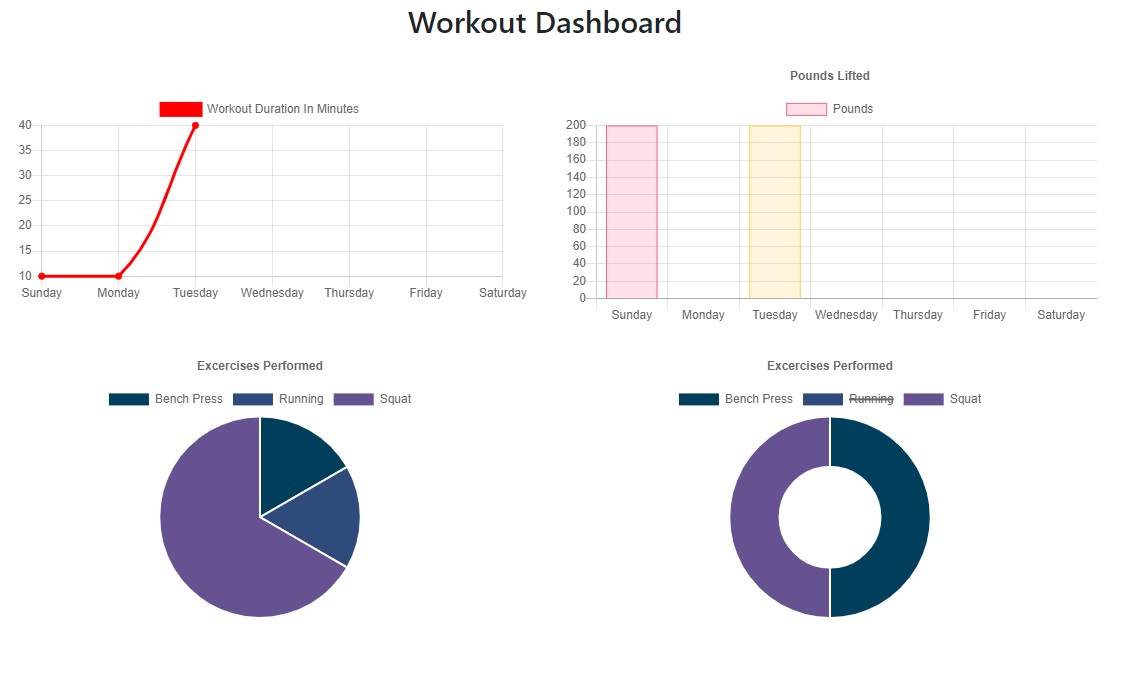 Workout Dashboard
Workout Duration In Minutes
40
35
30
25
20
15
10
Sunday Monday Tuesday Wednesday Thursday Friday Saturday
Pounds Lifted
Pounds
200
180
160
140
120
100
80
60
40
20
0
Sunday Monday Tuesday Wednesday Thursday Friday Saturday
Excercises Performed
Bench Press Running Squat
Excercises Performed
Bench Press Running Squat